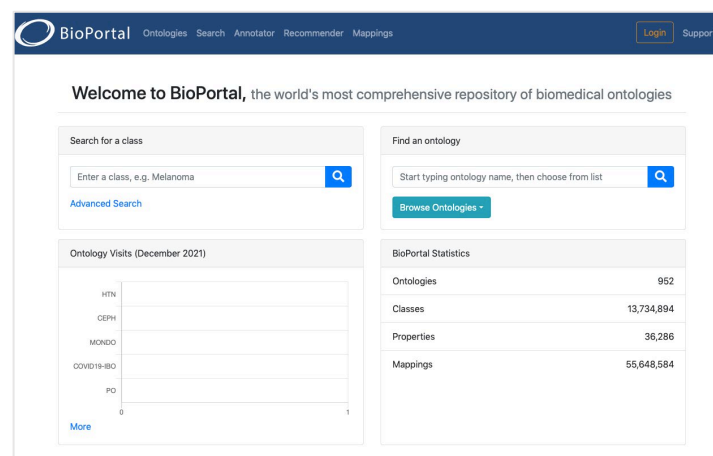 BioPortal Ontologies Search Annotator Recommender Mappings Login Suppor
Welcome to BioPortal, the world's most comprehensive repository of biomedical ontologies
Search for a class
Enter a class, e.g. Melanoma
Advanced Search
Find an ontology
Start typing ontology name, then choose from list
Browse Ontologies
Ontology Visits (December 2021)
HTN
CEPH
MONDO
COVID19-IBO
PO
0 1
More
BioPortal Statistics
Ontologies 952
Classes 13,734,894
Properties 36,286
Mappings 55,648,584